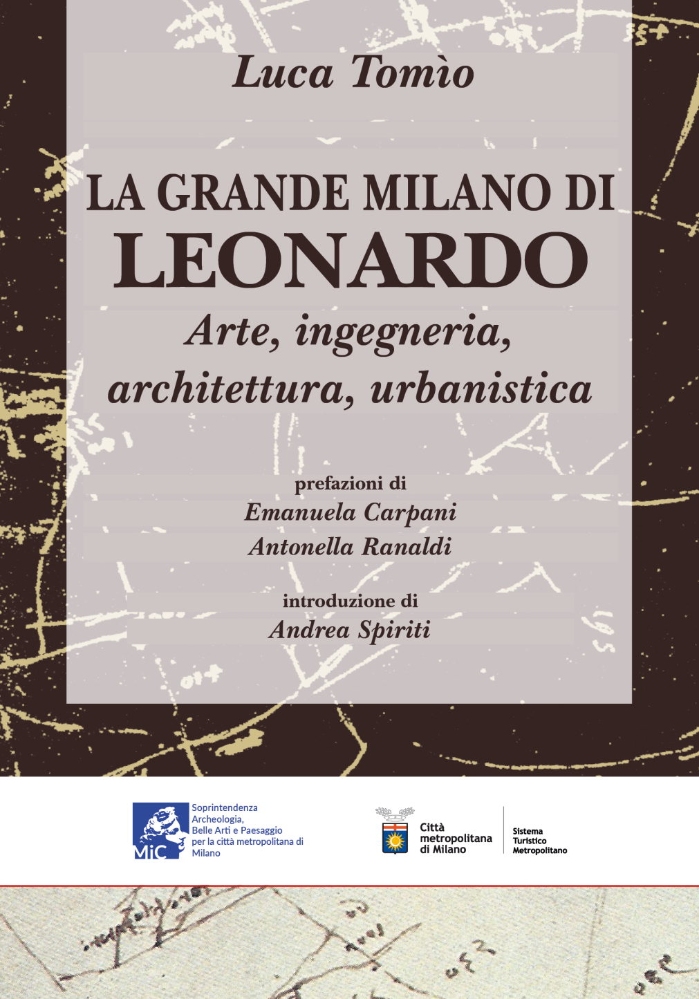 Luca Tomìo
LA GRANDE MILANO DI
LEONARDO
Arte, ingegneria,
architettura, urbanistica
prefazioni di
Emanuela Carpani
Antonella Ranaldi
introduzione di
Andrea Spiriti
MiC
Soprintendenza
Archeologia,
Belle Arti e Paesaggio
per la città metropolitana di
Milano
Città
metropolitana
di Milano
Sistema
Turistico
Metropolitano